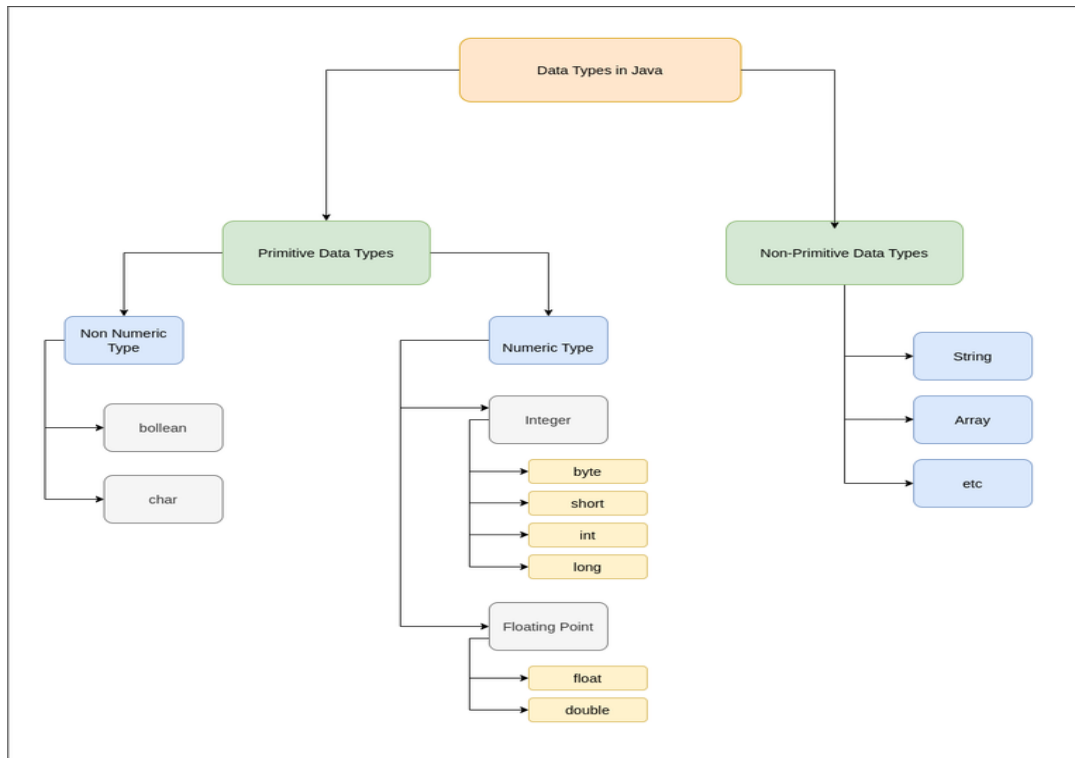 Data Types in Java
Primitive Data Types
Non-Primitive Data Types
Non Numeric
Type
Numeric Type
bollean
char
Integer
byte
short
int
long
Floating Point
float
double
String
Array
etc